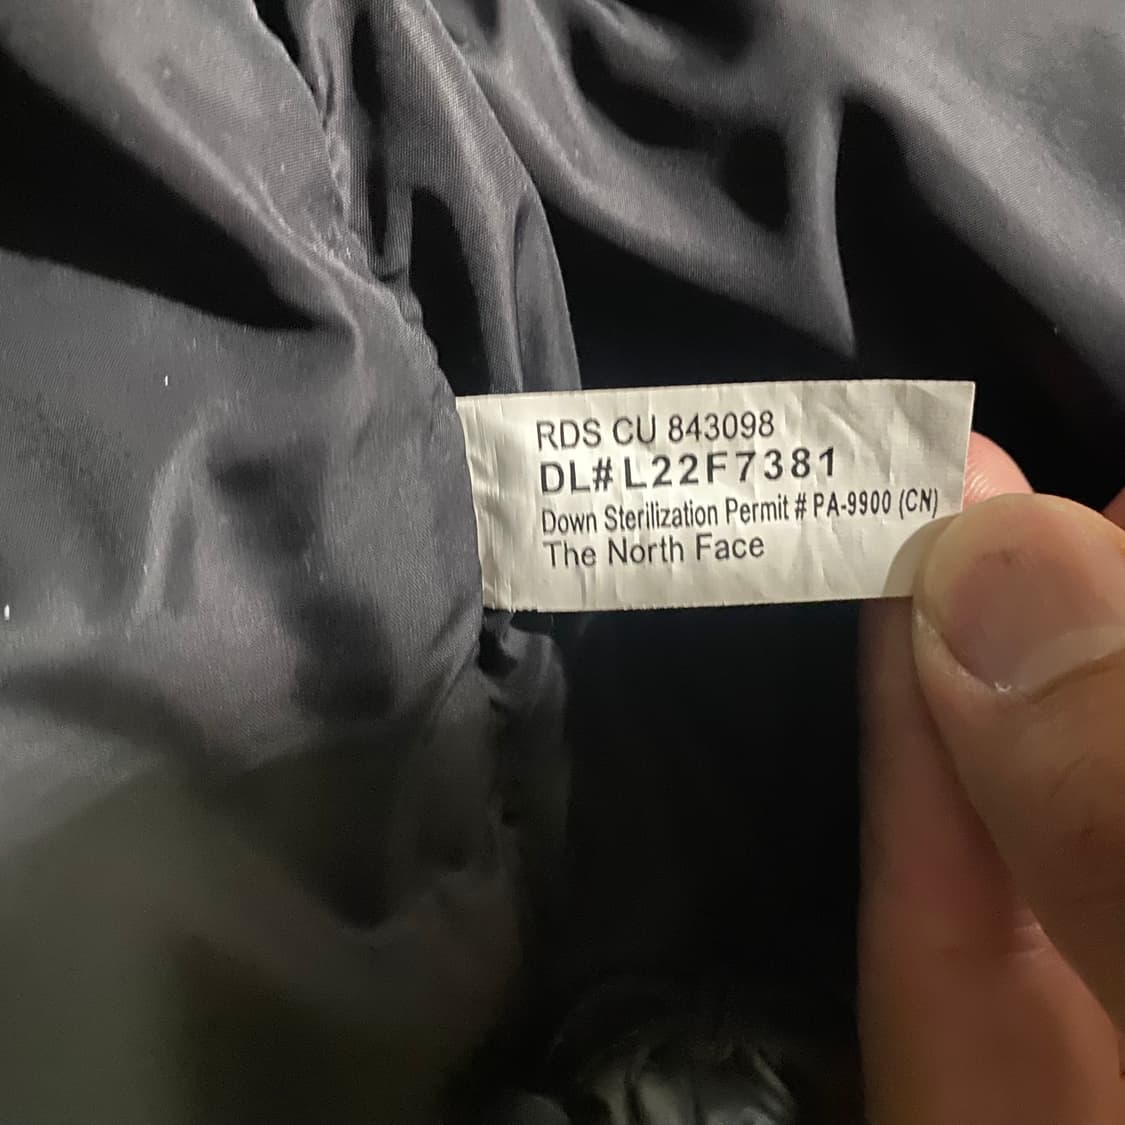 RDS CU 843098
DL# L22F7381
Down Sterilization Permit # PA-9900 (CN)
The North Face